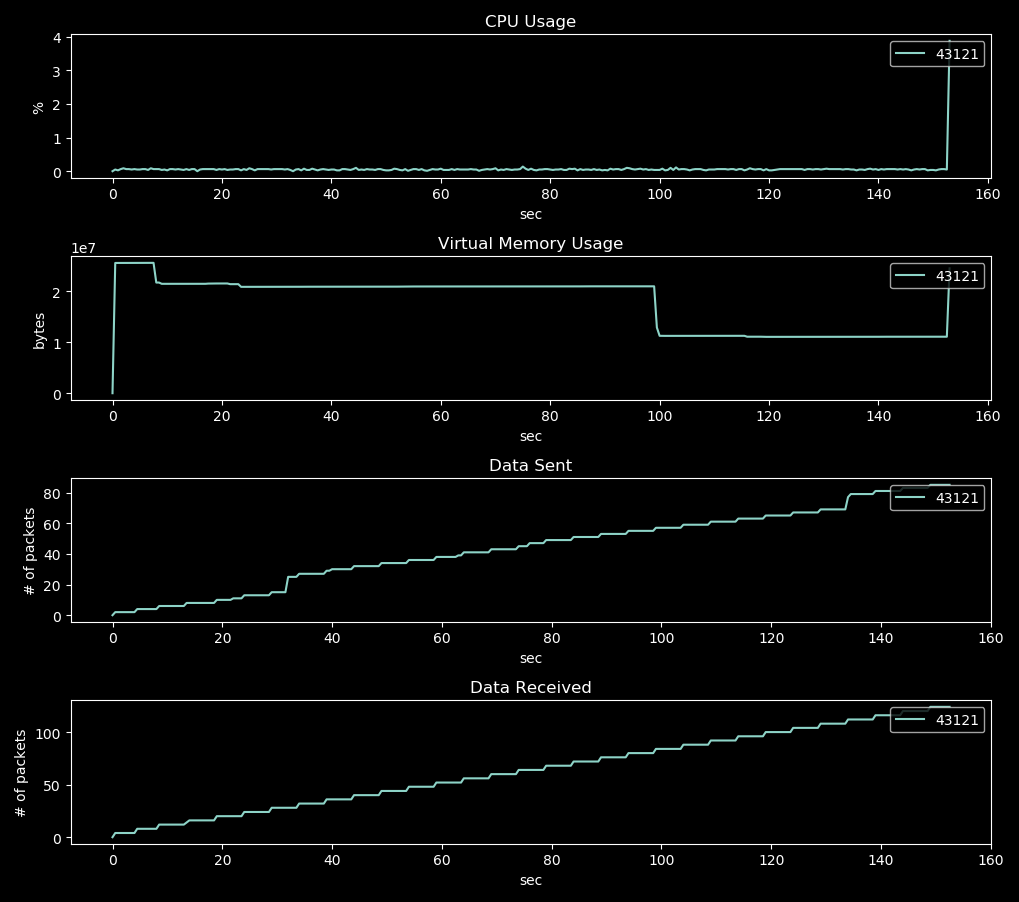 CPU Usage
43121
%
4
3
2
1
0
0 20 40 60 80 100 120 140 160
sec
Virtual Memory Usage
1e7
43121
bytes
2
1
0
0 20 40 60 80 100 120 140 160
sec
Data Sent
43121
# of packets
80
60
40
20
0
0 20 40 60 80 100 120 140 160
sec
Data Received
43121
# of packets
100
50
0
0 20 40 60 80 100 120 140 160
sec